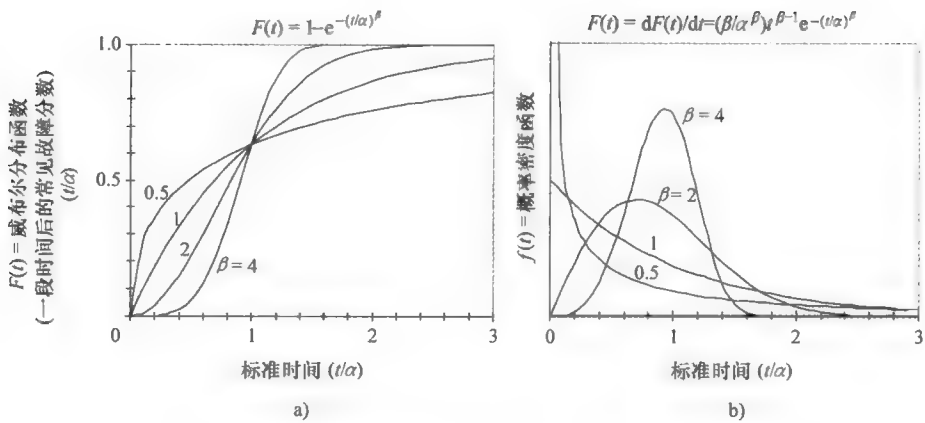 F(t) = 1–e^{–(t/α)^β}
F(t) = 威布尔分布函数
(一段时间后的常见故障分数)
(t/α)
1.0
0.5
0
0.5
1
2
β = 4
0
1
2
3
标准时间 (t/α)
a)
F(t) = dF(t)/dt=(β/α^β)t^{β–1}e^{–(t/α)^β}
f(t) = 概率密度函数
β = 4
β = 2
1
0.5
0
1
2
3
标准时间 (t/α)
b)